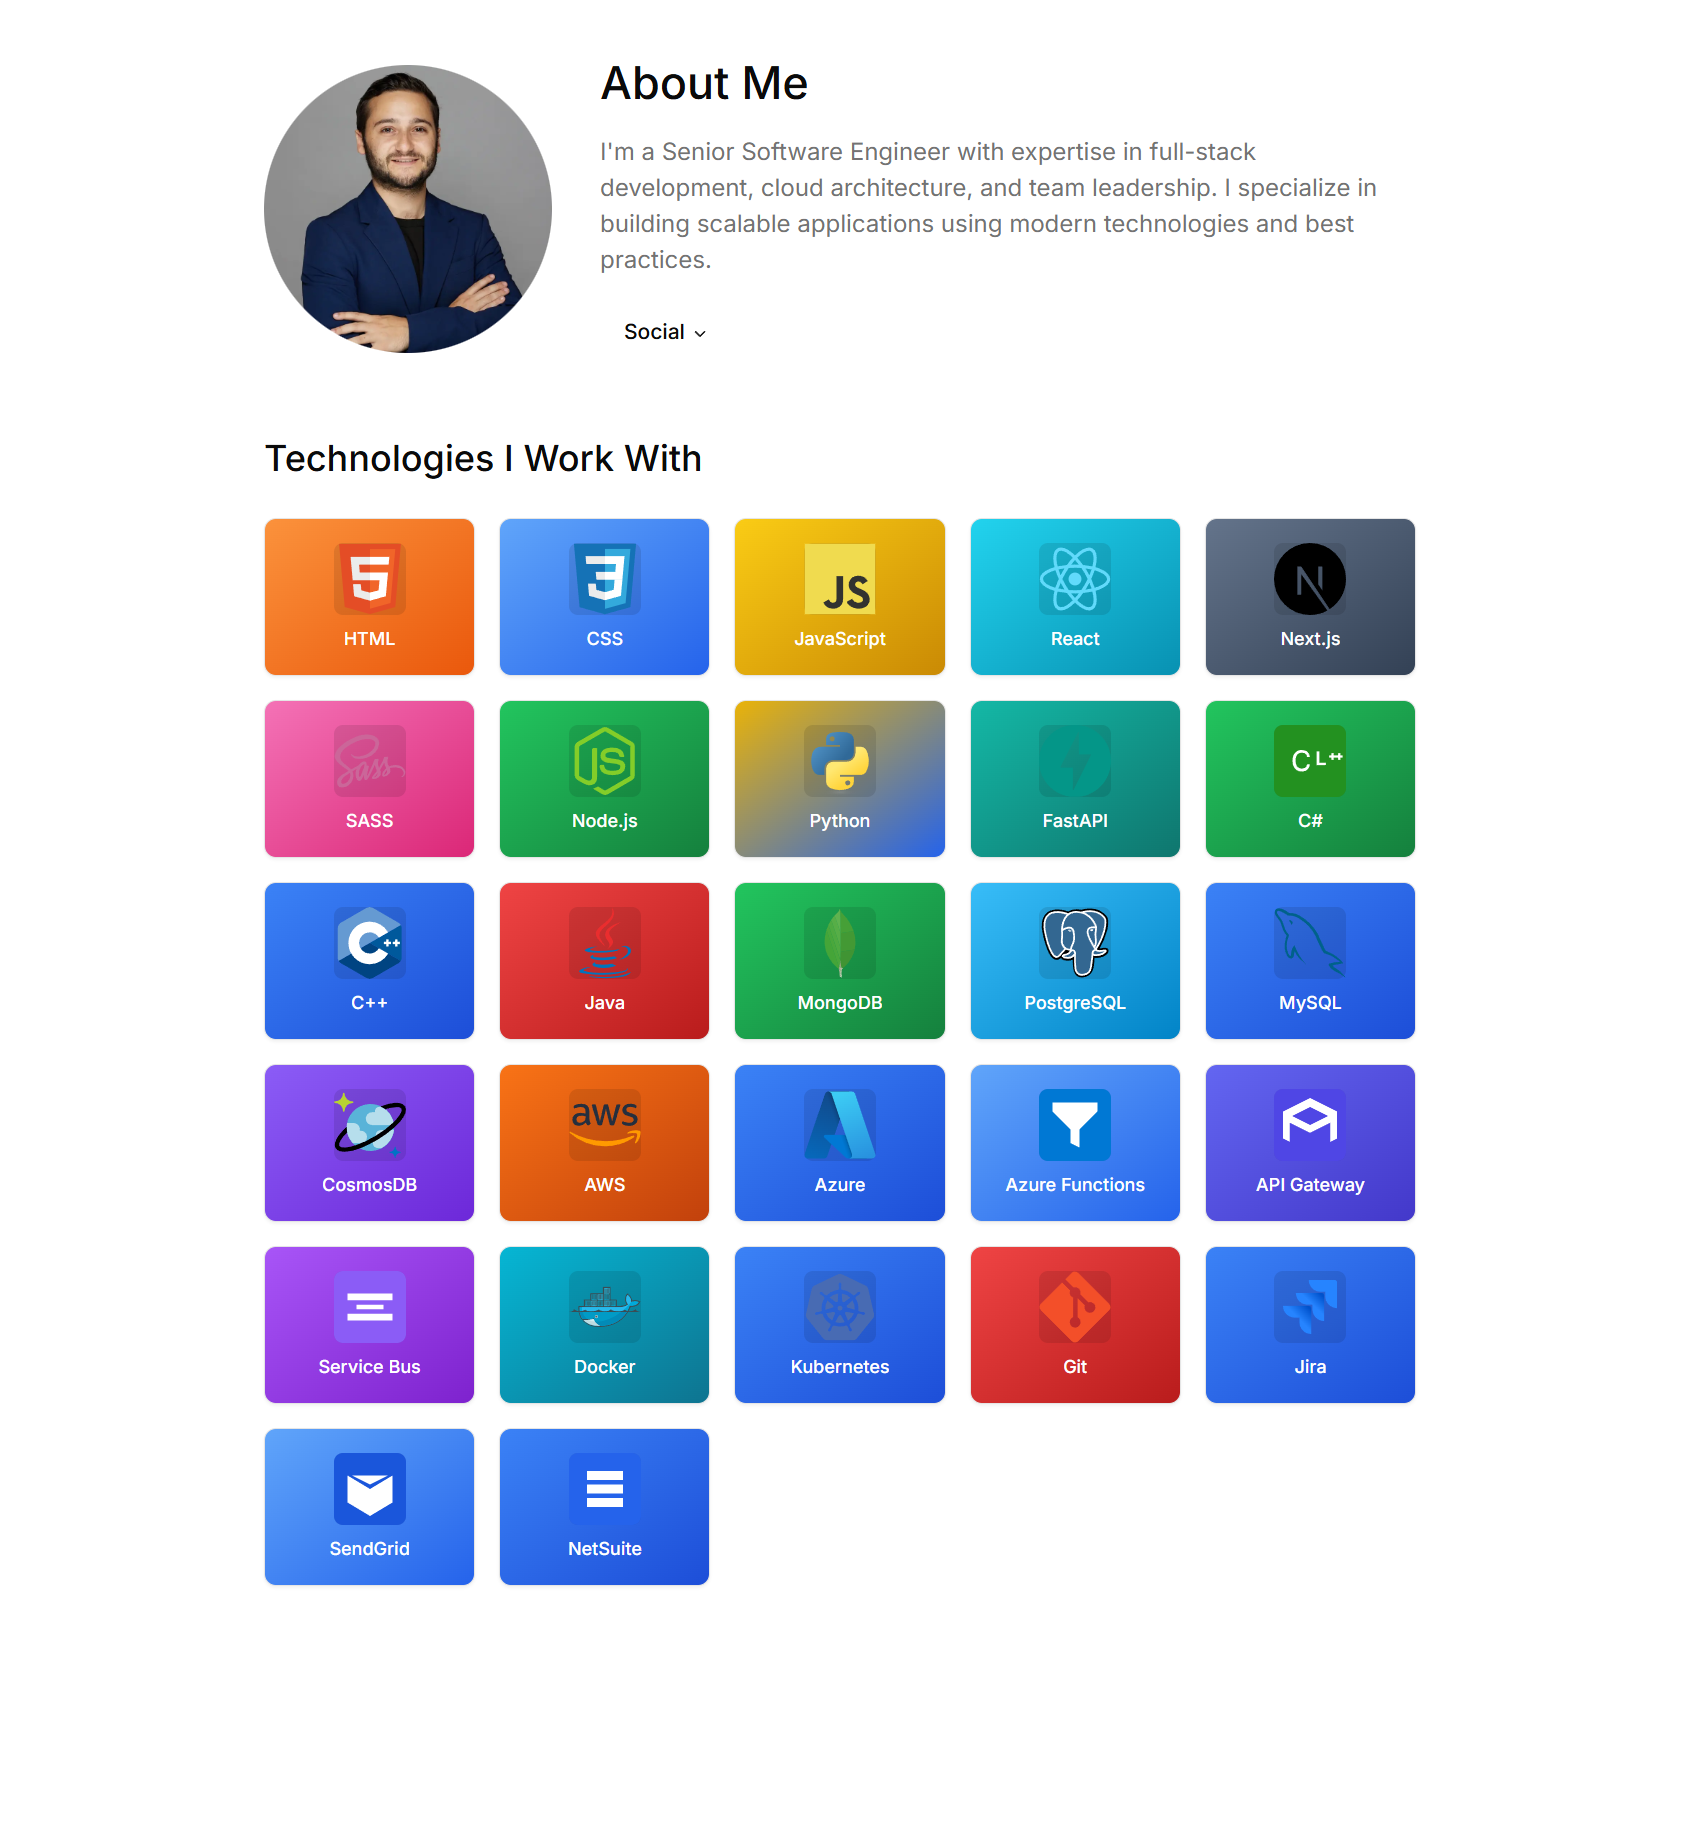 About Me
I'm a Senior Software Engineer with expertise in full-stack
development, cloud architecture, and team leadership. I specialize in
building scalable applications using modern technologies and best
practices.
Social
Technologies I Work With
JS
N
HTML
CSS
JavaScript
React
Next.js
Sass
JS
C L ++
SASS
Node.js
Python
FastAPI
C#
C++
C++
Java
MongoDB
PostgreSQL
MySQL
aws
CosmosDB
AWS
Azure
Azure Functions
API Gateway
Service Bus
Docker
Kubernetes
Git
Jira
SendGrid
NetSuite